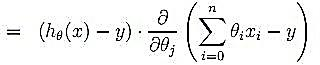 = (h_θ(x) − y) · ∂/∂θ_j (∑_{i=0}^{n} θ_i x_i − y)